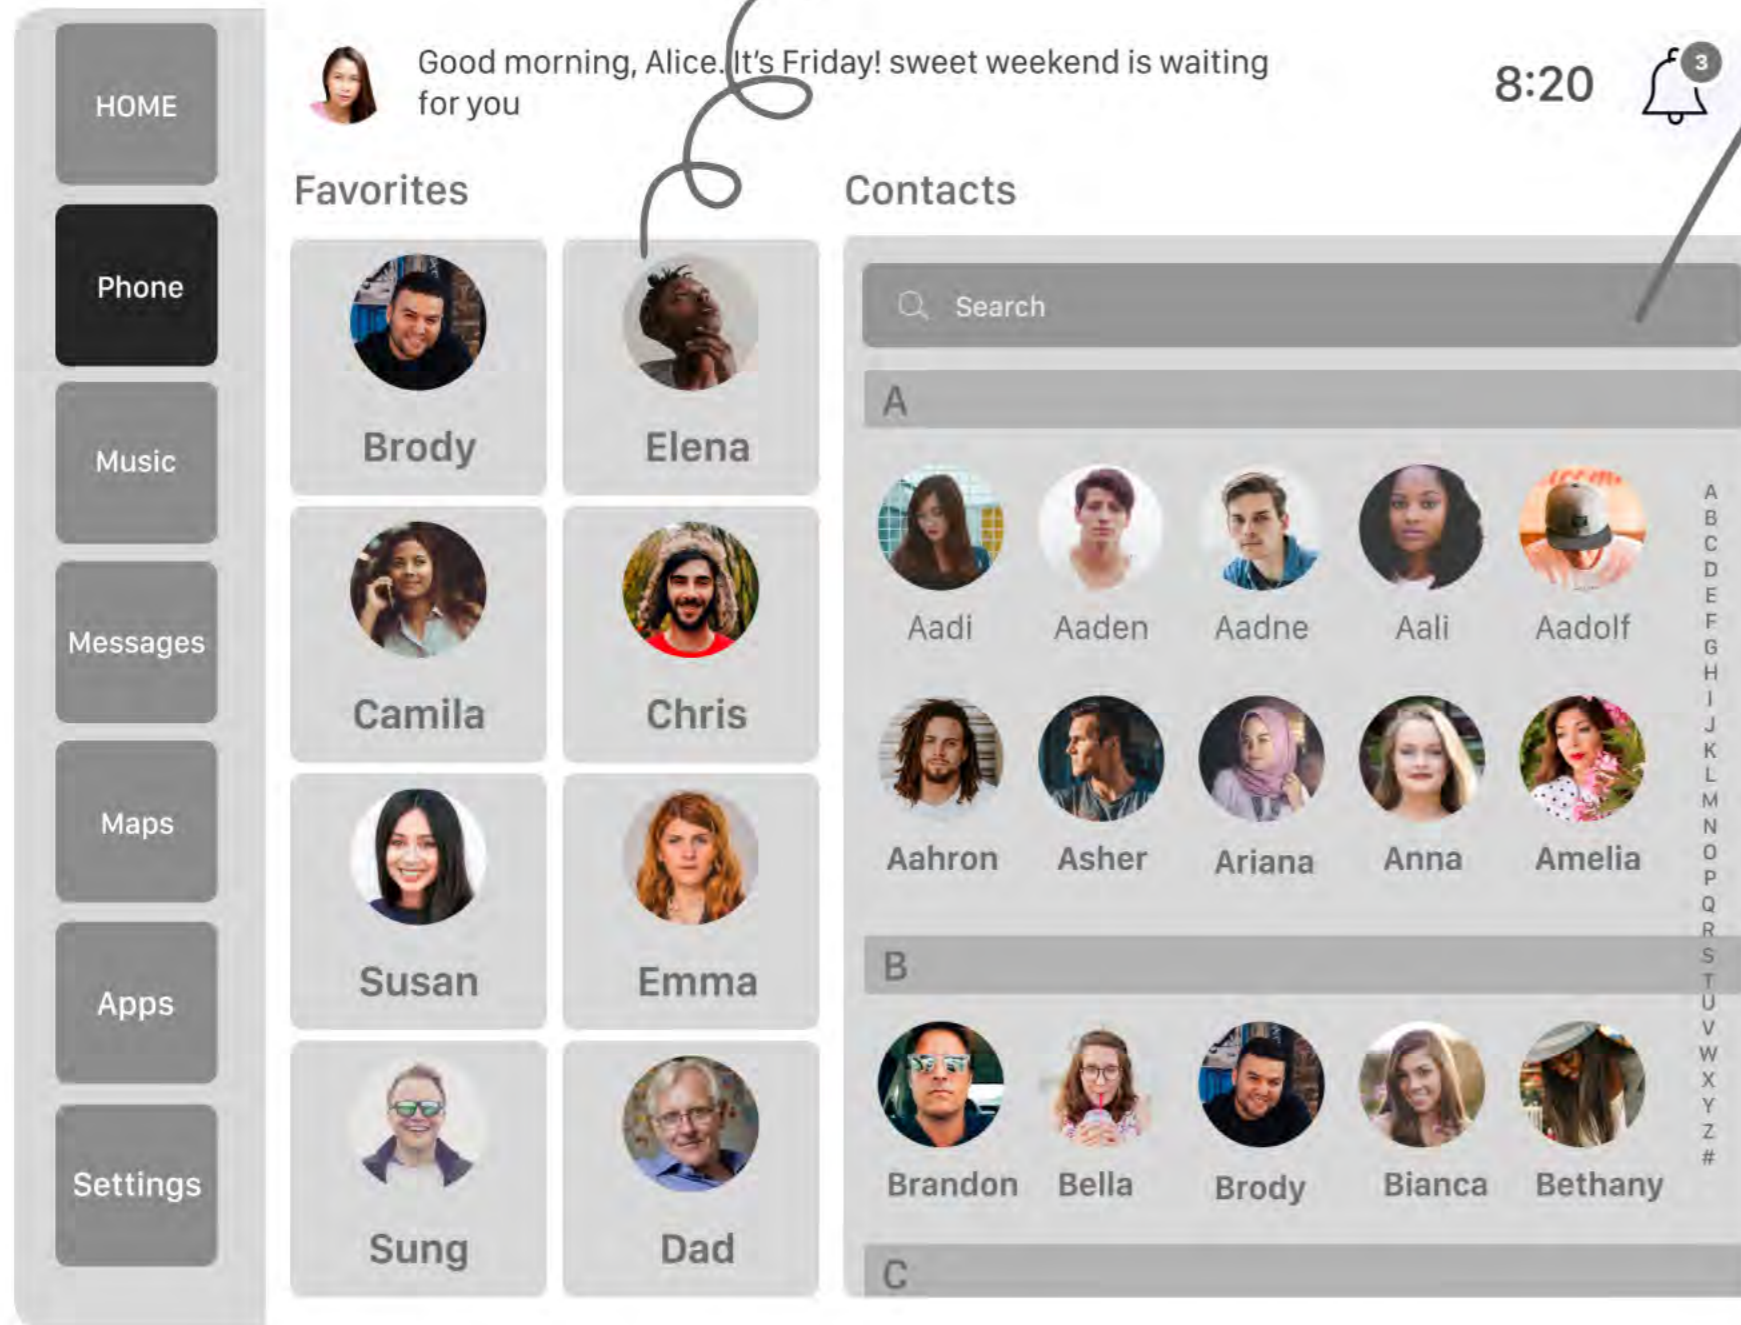 HOME
Phone
Music
Messages
Maps
Apps
Settings
Good morning, Alice. It's Friday! sweet weekend is waiting
for you
8:20
3
Favorites
Brody
Elena
Camila
Chris
Susan
Emma
Sung
Dad
Contacts
Search
A
Aadi
Aaden
Aadne
Aali
Aadolf
Aahron
Asher
Ariana
Anna
Amelia
B
Brandon
Bella
Brody
Bianca
Bethany
C
A
B
C
D
E
F
G
H
I
J
K
L
M
N
O
P
Q
R
S
T
U
V
W
X
Y
Z
#